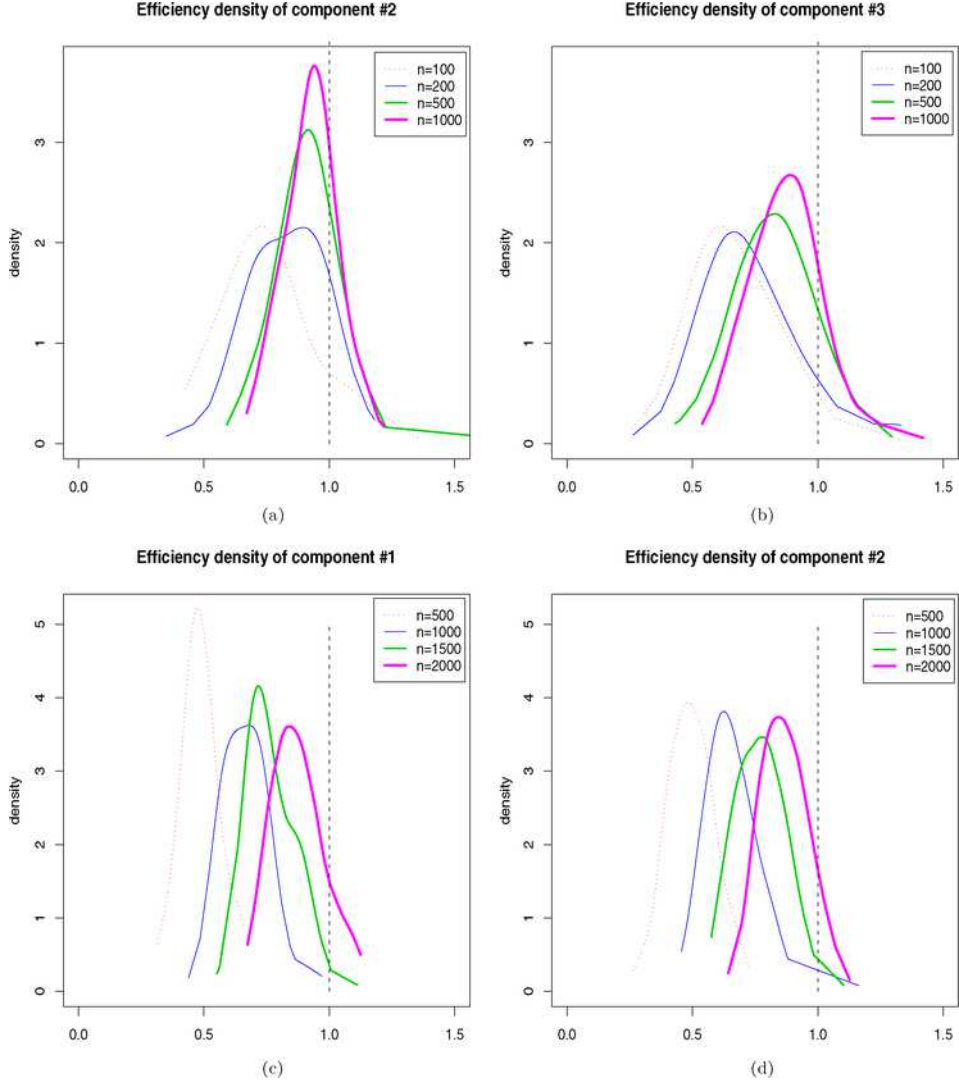 Efficiency density of component #2
n=100
n=200
n=500
n=1000
density
0
1
2
3
0.0
0.5
1.0
1.5
(a)
Efficiency density of component #3
n=100
n=200
n=500
n=1000
density
0
1
2
3
0.0
0.5
1.0
1.5
(b)
Efficiency density of component #1
n=500
n=1000
n=1500
n=2000
density
0
1
2
3
4
5
0.0
0.5
1.0
1.5
(c)
Efficiency density of component #2
n=500
n=1000
n=1500
n=2000
density
0
1
2
3
4
5
0.0
0.5
1.0
1.5
(d)